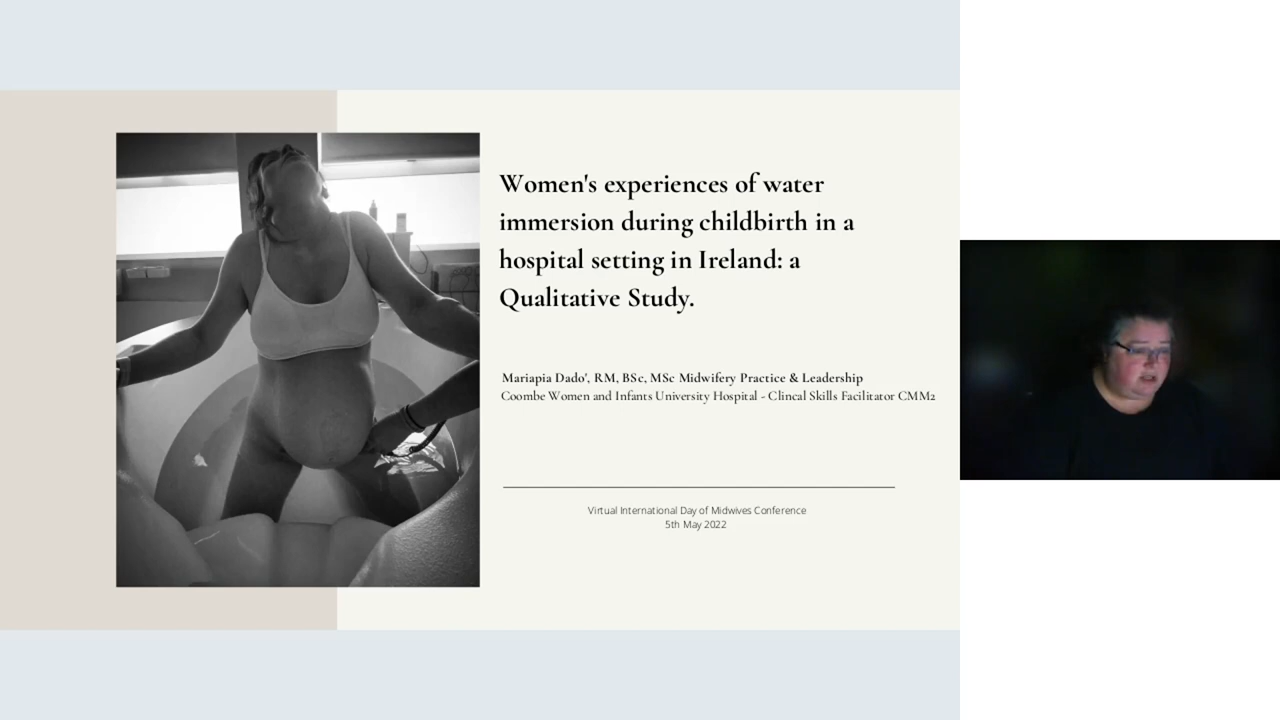 Women's experiences of water
immersion during childbirth in a
hospital setting in Ireland: a
Qualitative Study.
Mariapia Dado', RM, BSc, MSc Midwifery Practice & Leadership
Coombe Women and Infants University Hospital - Clincal Skills Facilitator CMM2
Virtual International Day of Midwives Conference
5th May 2022